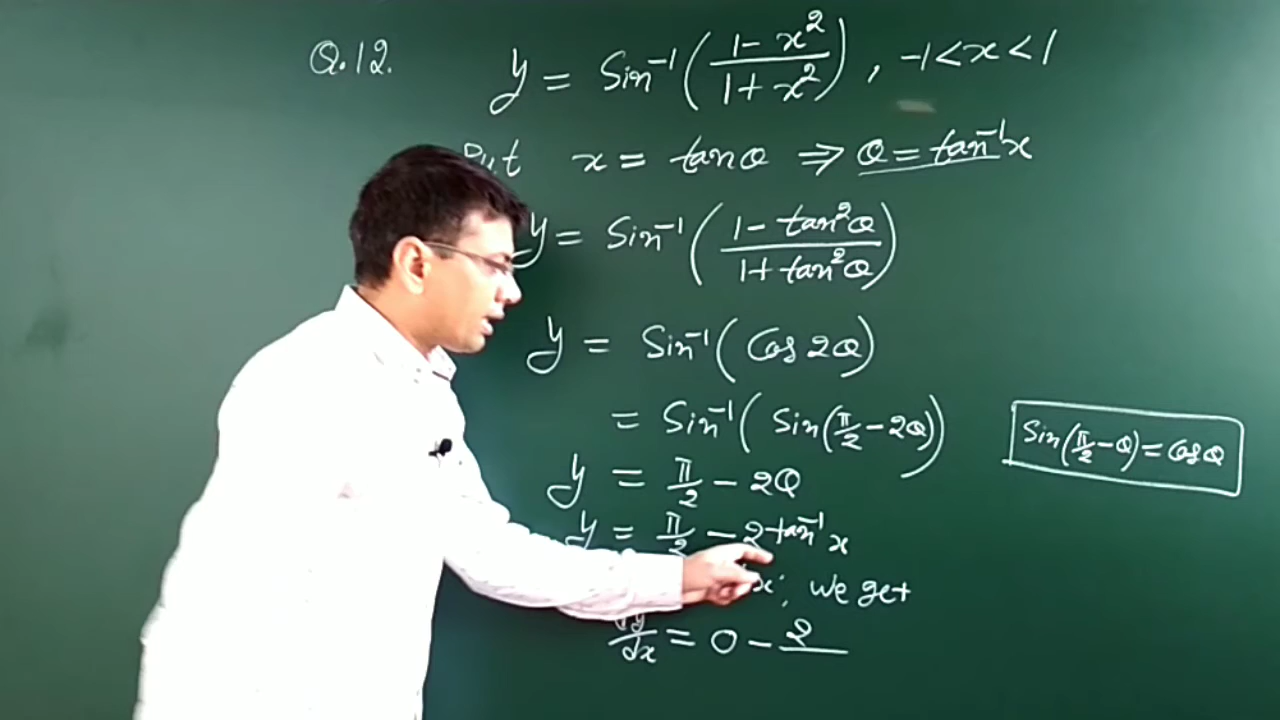 Q.12. y = Sin⁻¹(1 - x²/1 + x²), -1 < x < 1
x = tanθ ⇒ θ = tan⁻¹x
y = Sin⁻¹(1 - tan²θ/1 + tan²θ)
y = Sin⁻¹(Cos 2θ)
= Sin⁻¹(Sin(π/2 - 2θ))
Sin(π/2 - θ) = Cosθ
y = π/2 - 2θ
y = π/2 - 2tan⁻¹x
x; we get
dy/dx = 0 - 2